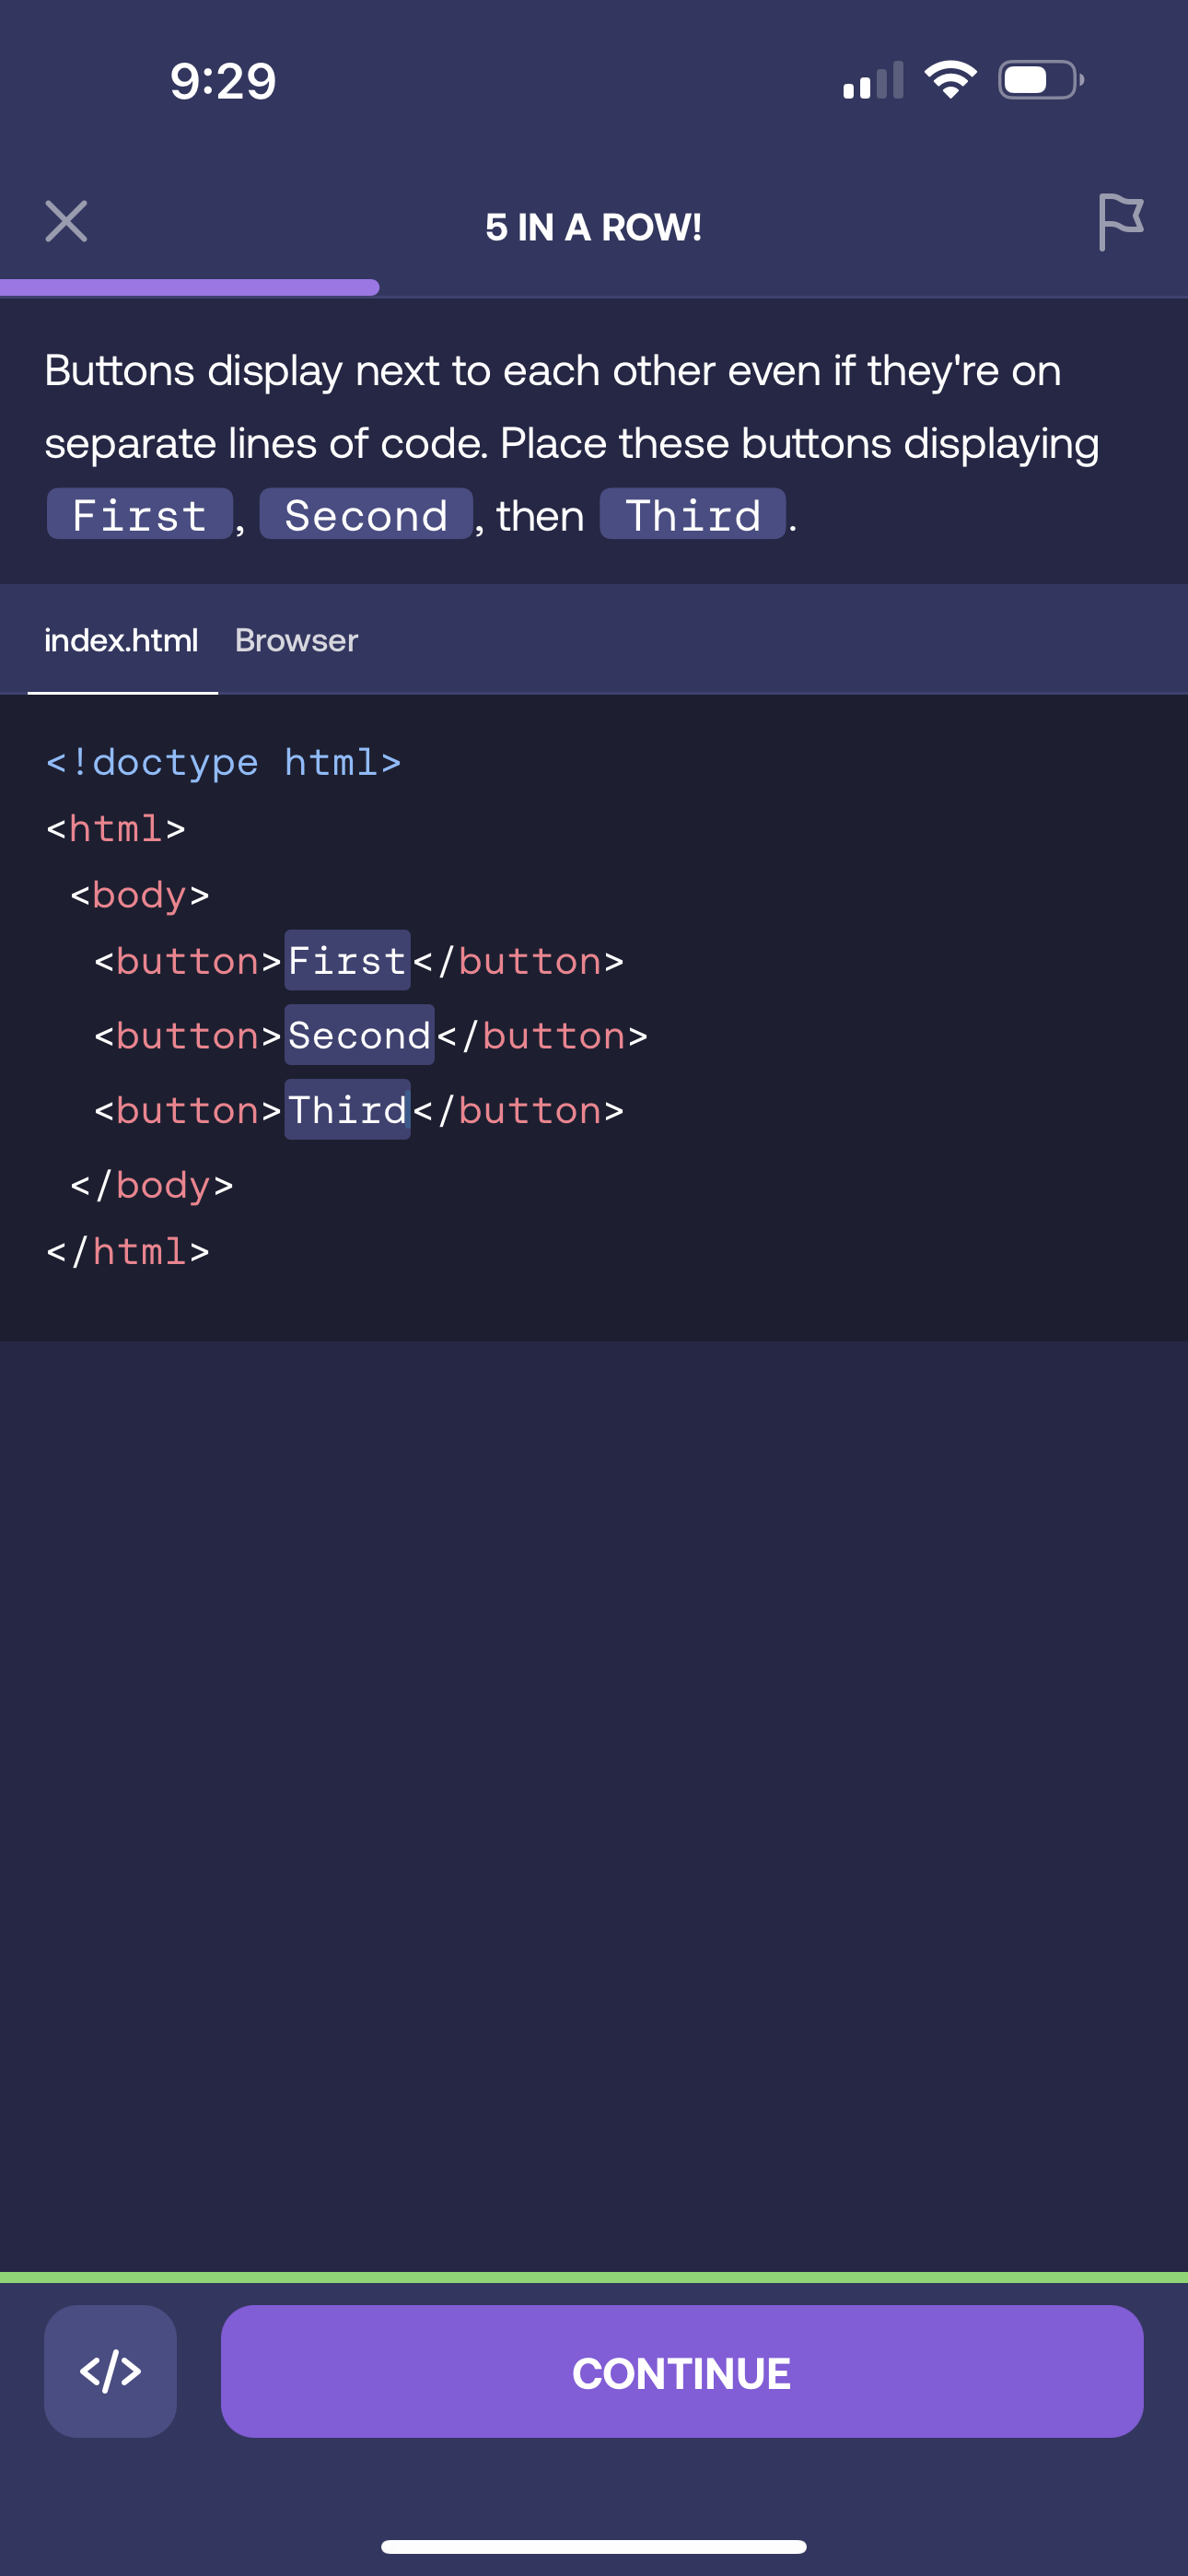 9:29
5 IN A ROW!
Buttons display next to each other even if they're on
separate lines of code. Place these buttons displaying
First, Second, then Third.
index.html Browser
<!doctype html>
<html>
<body>
<button>First</button>
<button>Second</button>
<button>Third</button>
</body>
</html>
</> CONTINUE